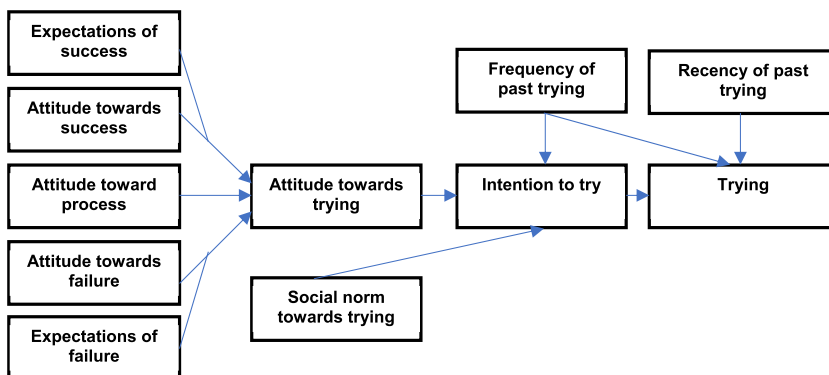 Expectations of
success
Attitude towards
success
Attitude toward
process
Attitude towards
failure
Expectations of
failure
Attitude towards
trying
Social norm
towards trying
Frequency of
past trying
Intention to try
Recency of past
trying
Trying